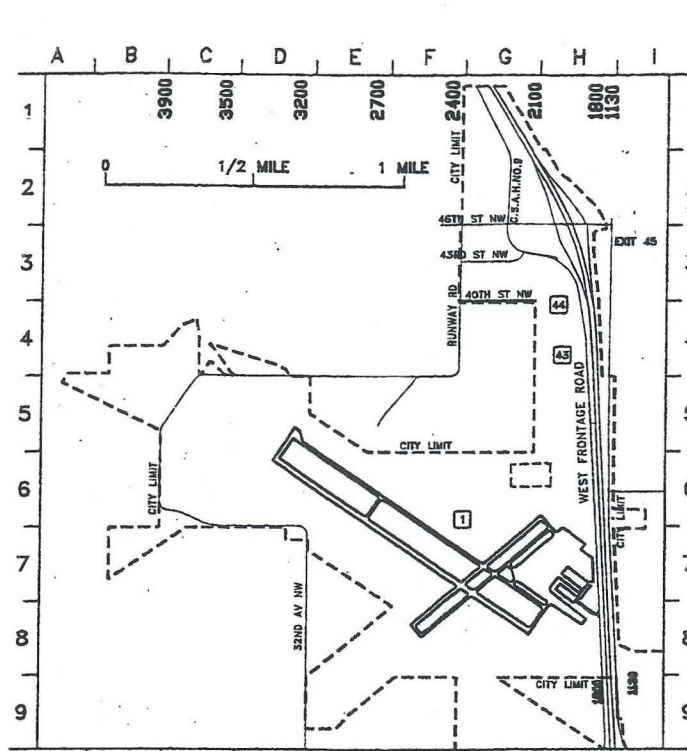 A B C D E F G H I
3900 3500 3200 2700 2400 2100 1800 1130
1
CITY LIMIT
0 1/2 MILE 1 MILE
2
C.S.A.H.NO.9
46TH ST NW
EXIT 45
3
43RD ST NW
RUNWAY RD
40TH ST NW
44
4
43
WEST FRONTAGE ROAD
5
CITY LIMIT
CITY LIMIT
6
1
CITY LIMIT
7
32ND AV NW
8
CITY LIMIT
1130
9